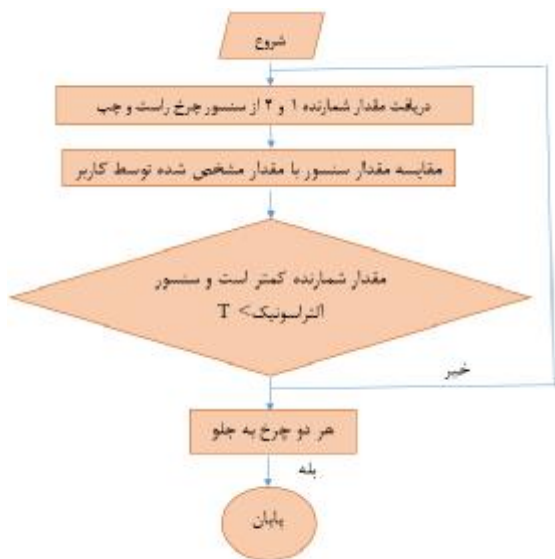 شروع
دریافت مقدار شمارنده ۱ و ۲ از سنسور چرخ راست و چپ
مقایسه مقدار سنسور با مقدار مشخص شده توسط کاربر
مقدار شمارنده کمتر است و سنسور
التراسونیک> T
خیر
هر دو چرخ به جلو
بله
پایان